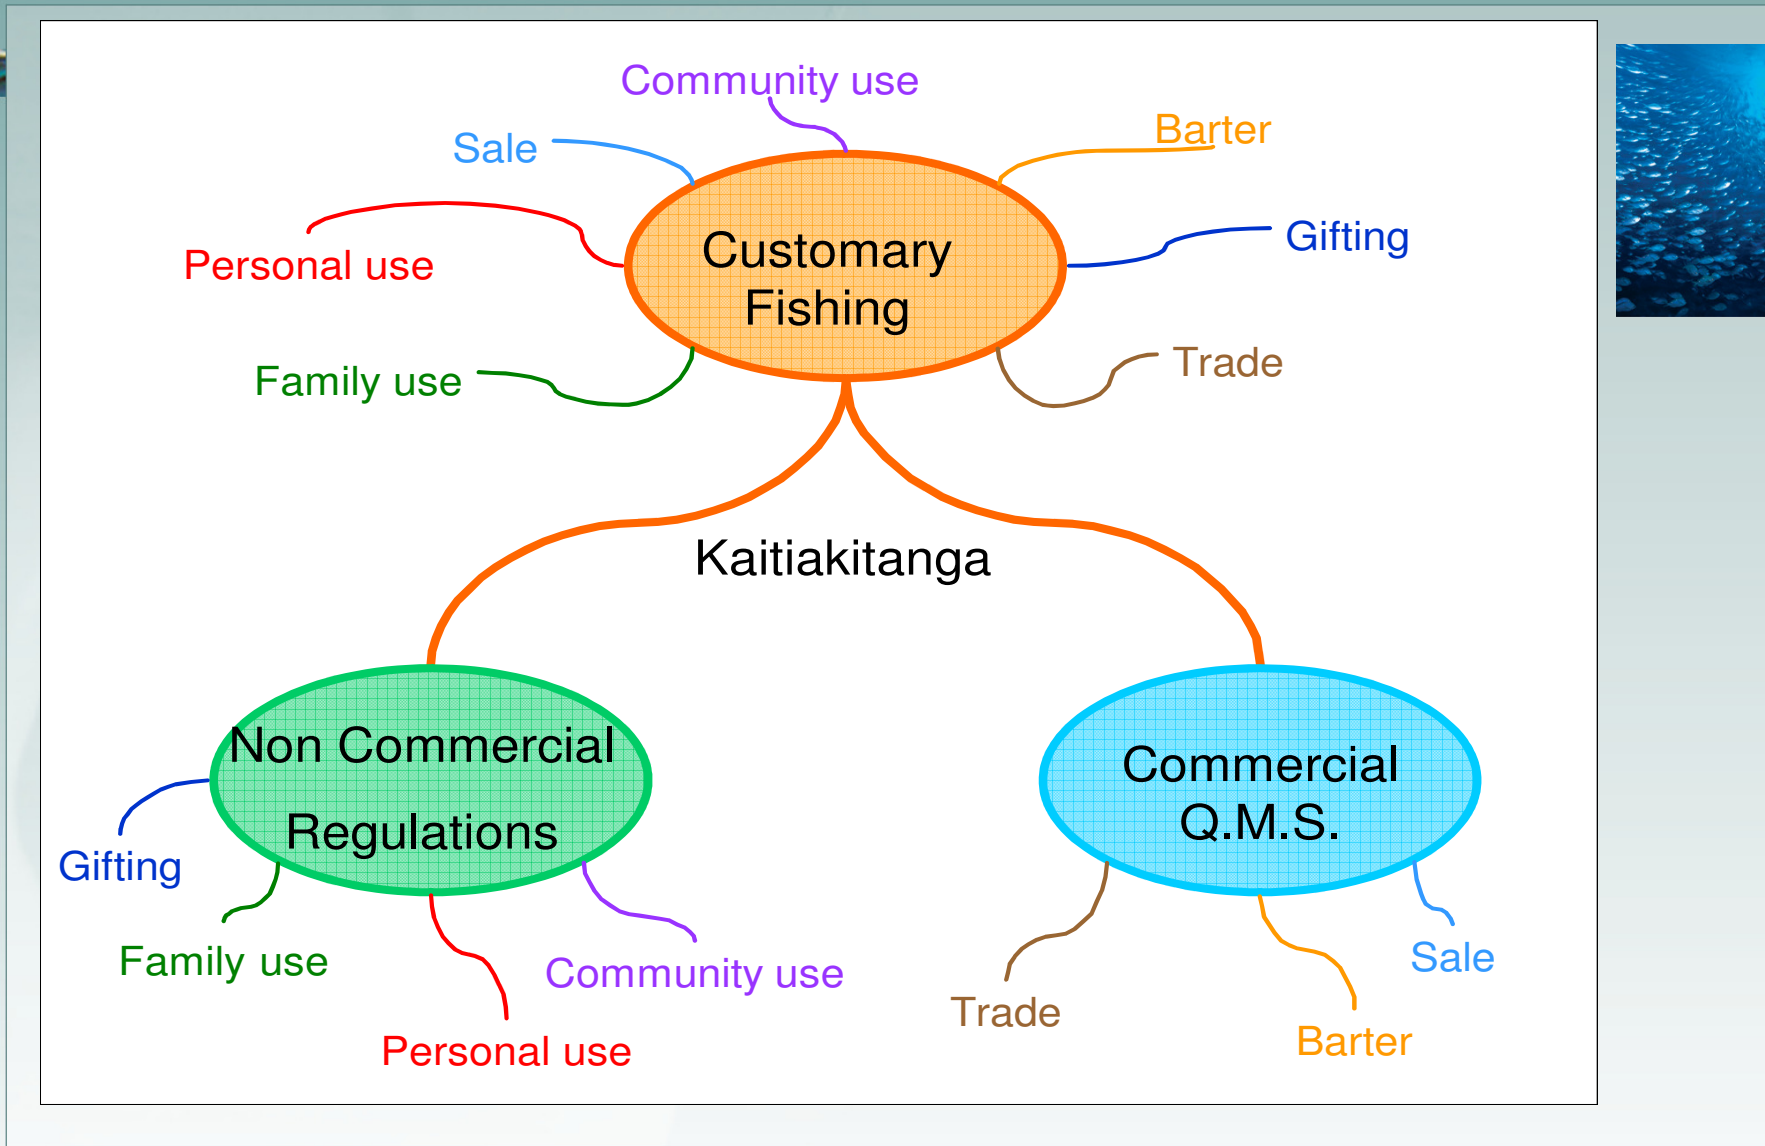 Community use
Barter
Sale
Gifting
Personal use
Customary
Fishing
Trade
Family use
Kaitiakitanga
Non Commercial
Regulations
Commercial
Q.M.S.
Gifting
Family use
Personal use
Community use
Trade
Barter
Sale